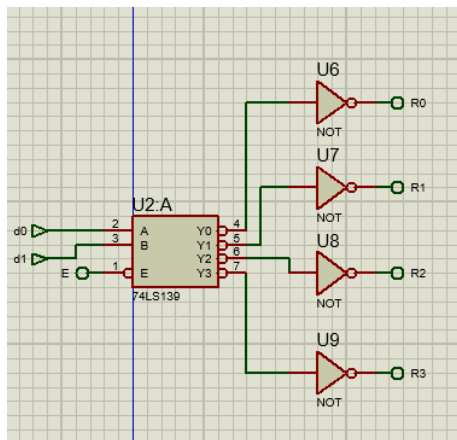 U6
R0
NOT
U7
R1
NOT
U2:A
d0 2 A Y0 4
d1 3 B Y1 5
Y2 6
E 1 E Y3 7
74LS139
U8
R2
NOT
U9
R3
NOT